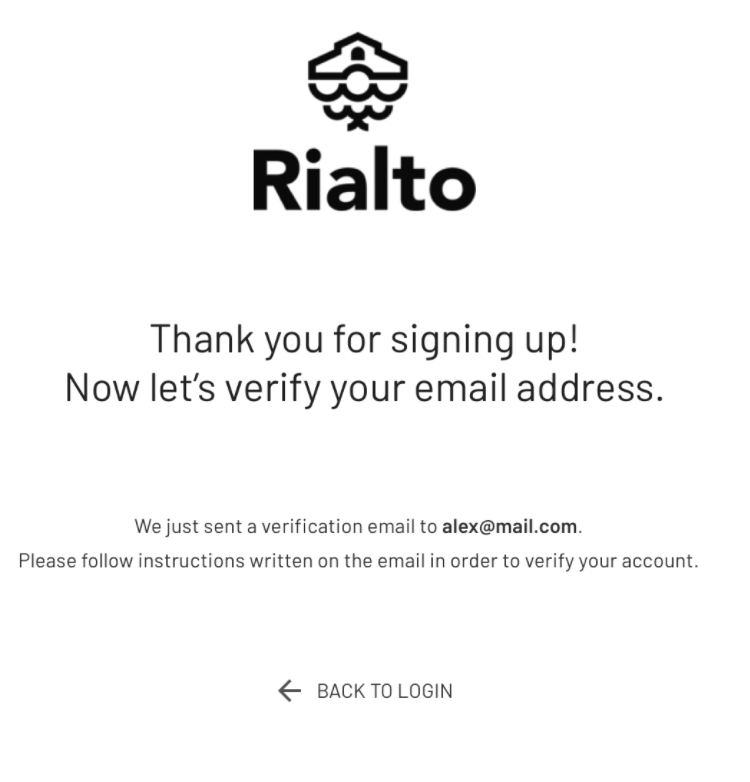 Rialto
Thank you for signing up!
Now let’s verify your email address.
We just sent a verification email to alex@mail.com.
Please follow instructions written on the email in order to verify your account.
← BACK TO LOGIN